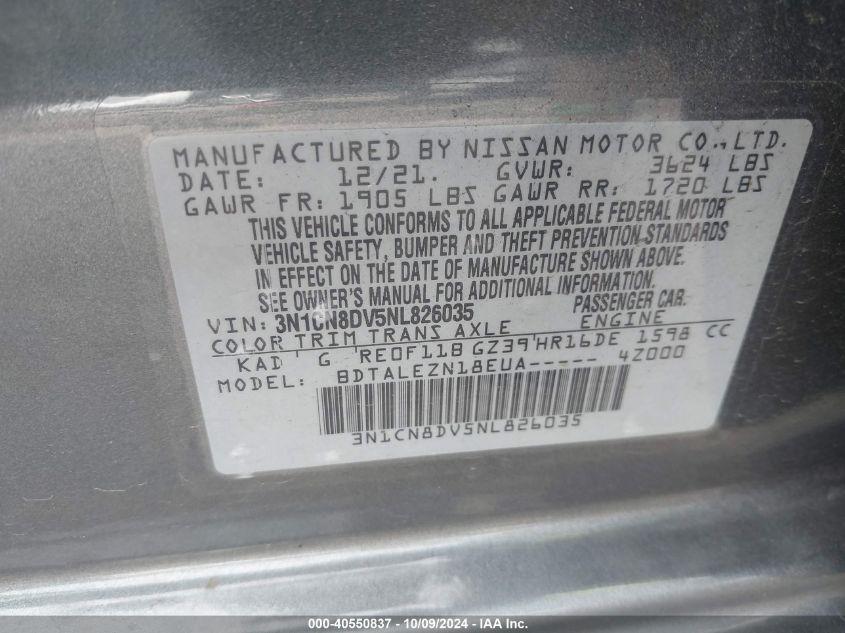 MANUFACTURED BY NISSAN MOTOR CO., LTD.
DATE: 12/21. GVWR: 3624 LBS
GAWR FR: 1905 LBS GAWR RR: 1720 LBS
THIS VEHICLE CONFORMS TO ALL APPLICABLE FEDERAL MOTOR
VEHICLE SAFETY, BUMPER AND THEFT PREVENTION STANDARDS
IN EFFECT ON THE DATE OF MANUFACTURE SHOWN ABOVE.
SEE OWNER'S MANUAL FOR ADDITIONAL INFORMATION.
VIN: 3N1CN8DV5NL826035 PASSENGER CAR.
COLOR TRIM TRANS AXLE ENGINE
KAD ' G ' RE0F11B GZ39'HR16DE 1598 CC
MODEL: BDTALEZN18EUA----- 4Z000
3N1CN8DV5NL826035
000-40550837 - 10/09/2024 - IAA, Inc.